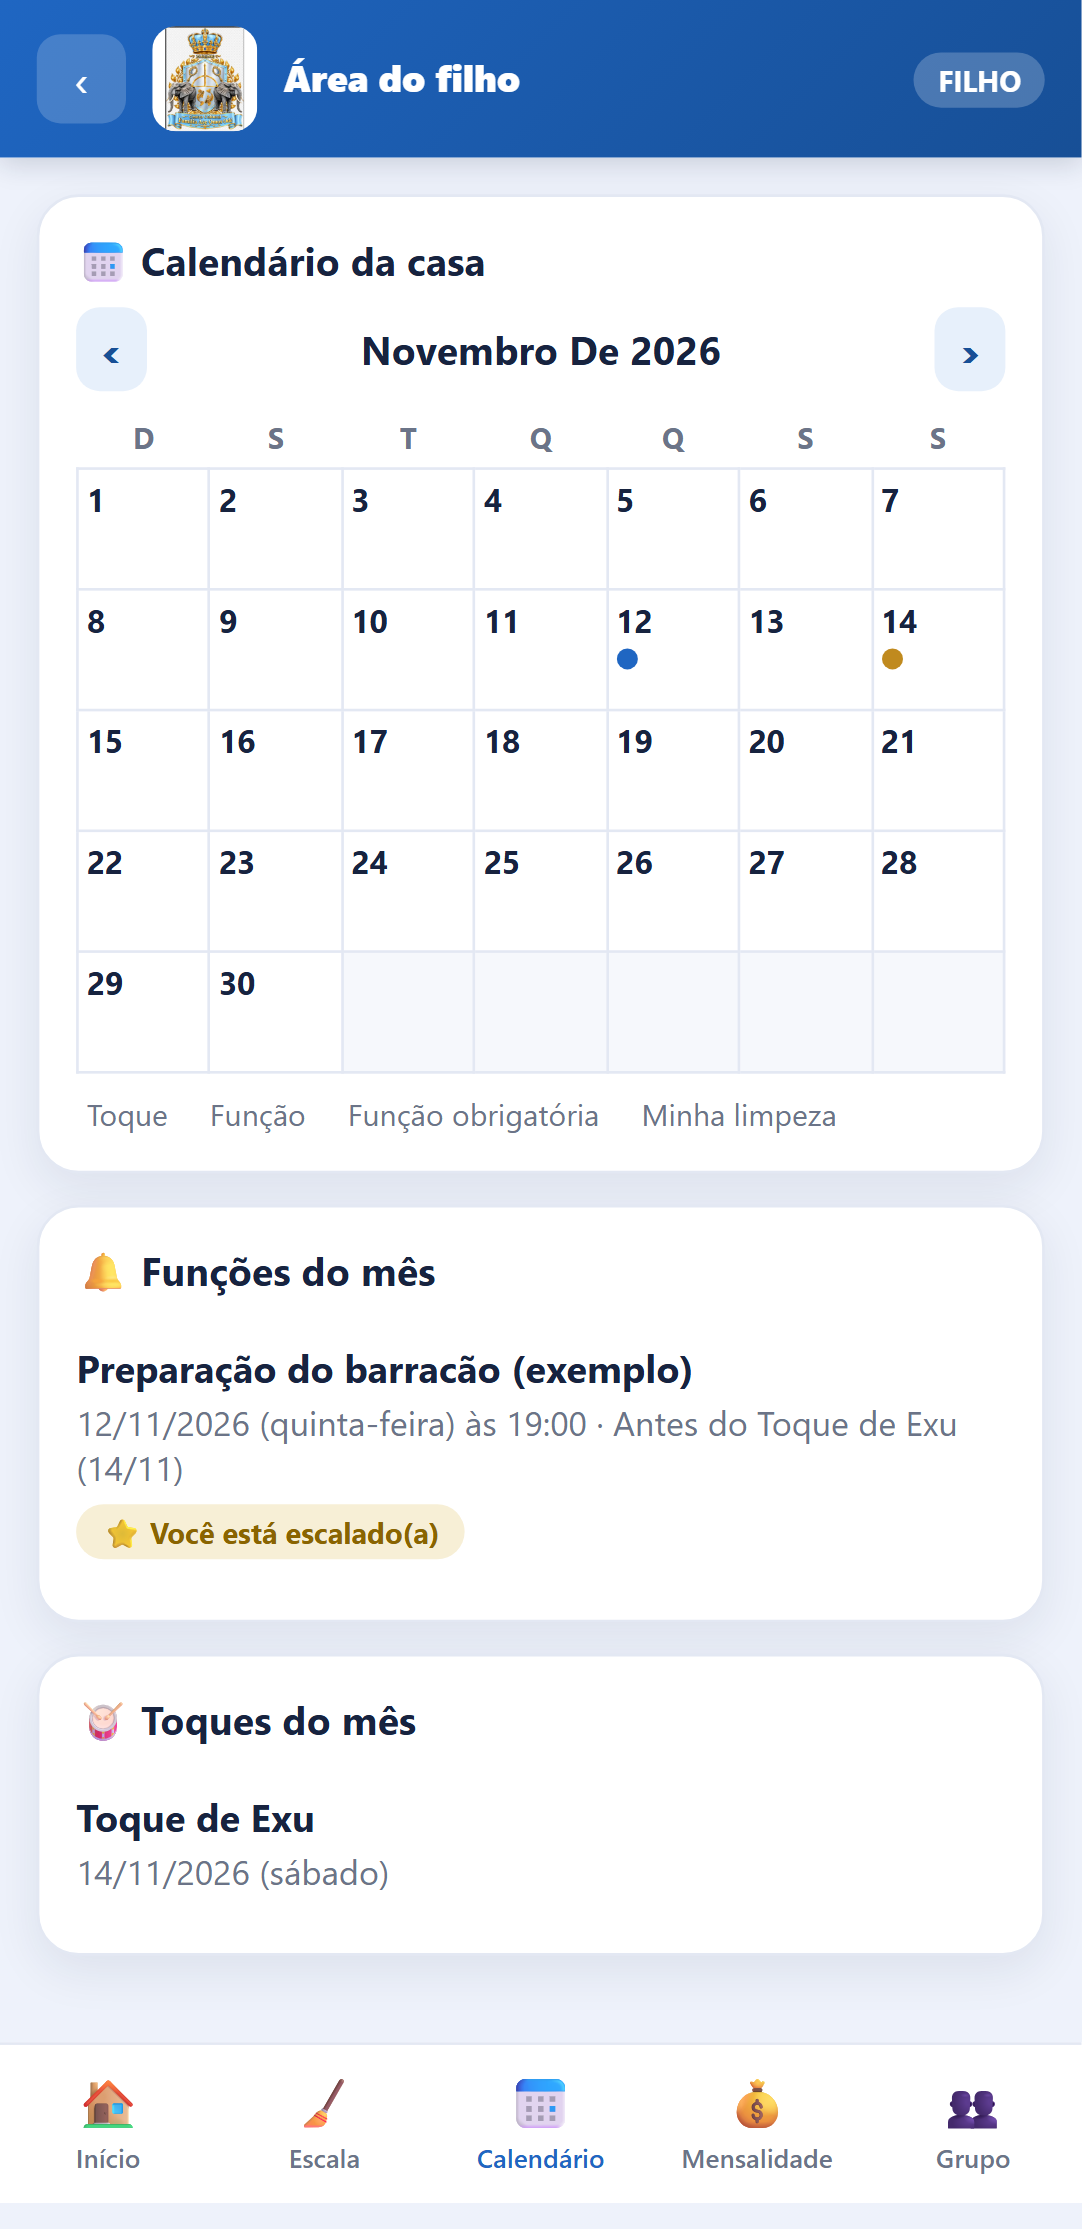 ‹ Área do filho FILHO
Calendário da casa
‹ Novembro De 2026 ›
D S T Q Q S S
1 2 3 4 5 6 7
8 9 10 11 12 13 14
15 16 17 18 19 20 21
22 23 24 25 26 27 28
29 30
Toque Função Função obrigatória Minha limpeza
Funções do mês
Preparação do barracão (exemplo)
12/11/2026 (quinta-feira) às 19:00 · Antes do Toque de Exu
(14/11)
Você está escalado(a)
Toques do mês
Toque de Exu
14/11/2026 (sábado)
Início Escala Calendário Mensalidade Grupo